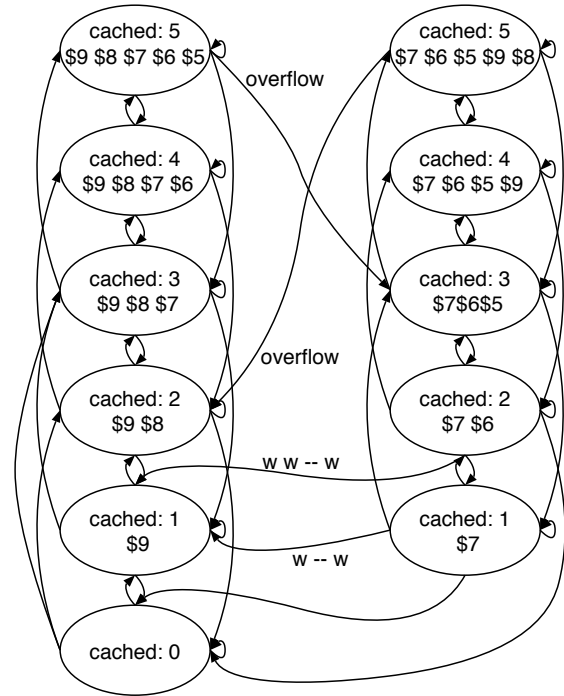 cached: 5
$9 $8 $7 $6 $5
cached: 5
$7 $6 $5 $9 $8
overflow
cached: 4
$9 $8 $7 $6
cached: 4
$7 $6 $5 $9
cached: 3
$9 $8 $7
cached: 3
$7$6$5
overflow
cached: 2
$9 $8
cached: 2
$7 $6
w w -- w
cached: 1
$9
cached: 1
$7
w -- w
cached: 0